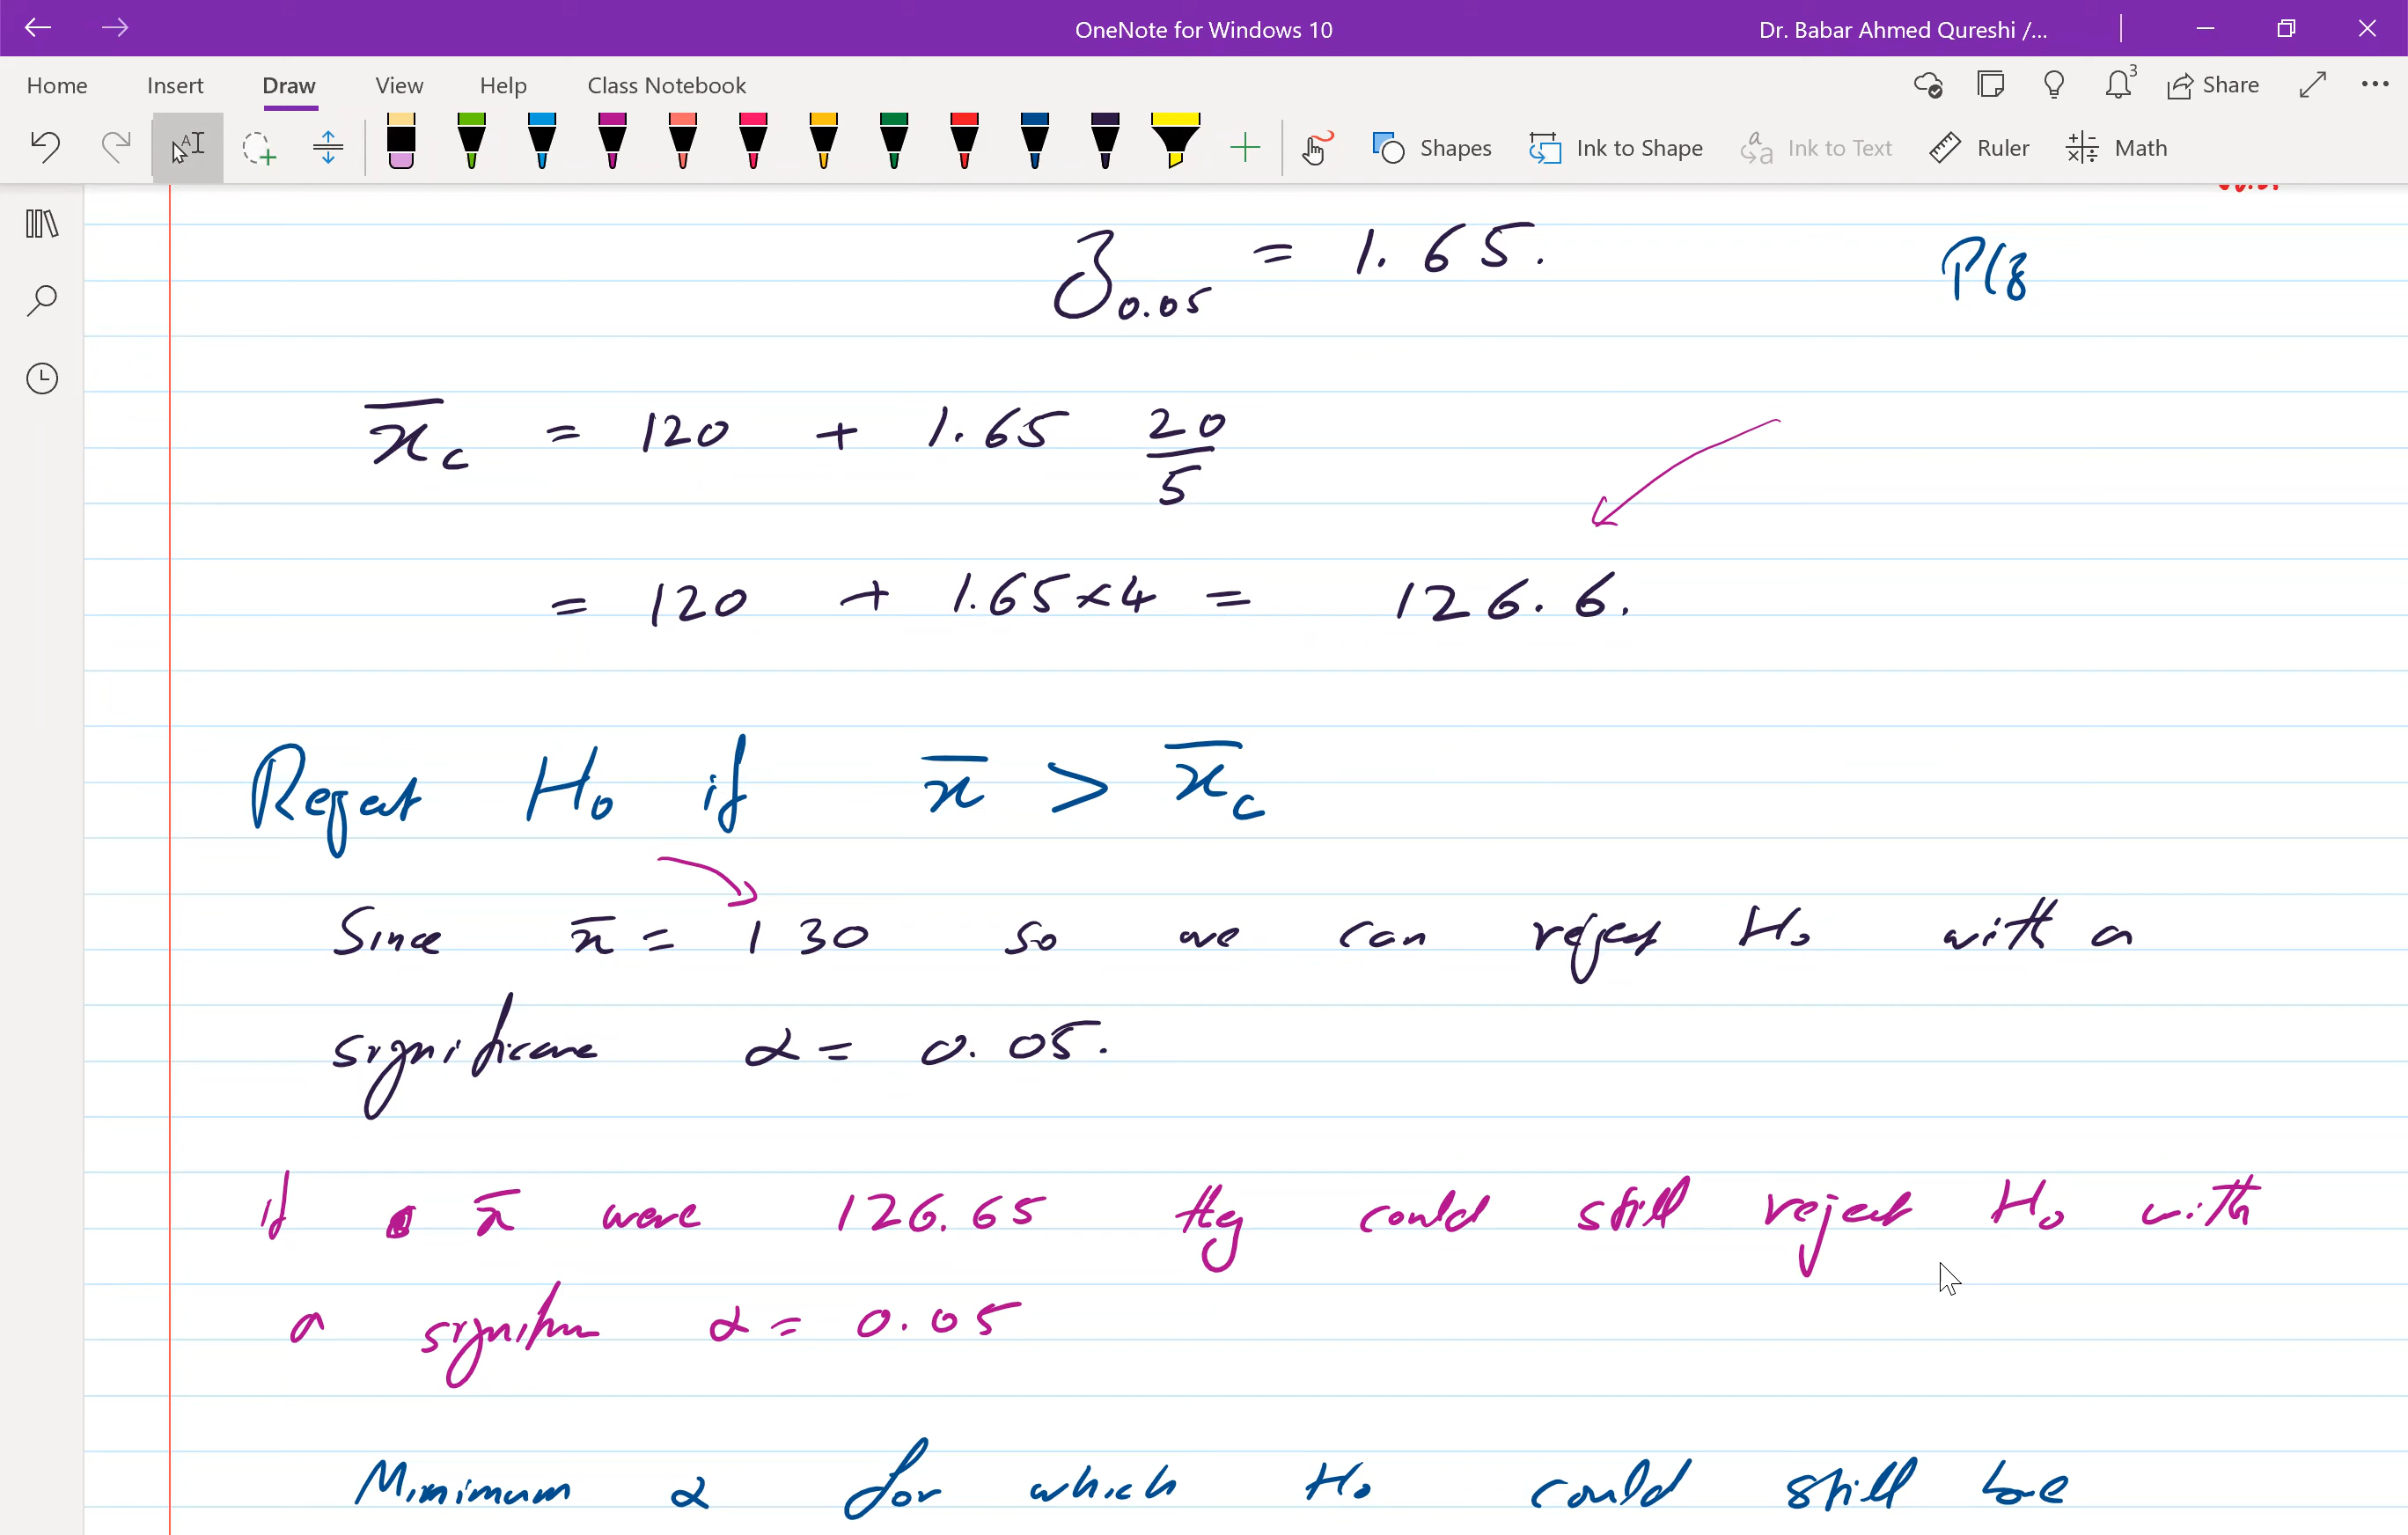 OneNote for Windows 10
Dr. Babar Ahmed Qureshi /...
Home Insert Draw View Help Class Notebook
3 Share
Shapes Ink to Shape Ink to Text Ruler Math
z0.05 = 1.65.
P(z
x̄c = 120 + 1.65 20/5
= 120 + 1.65×4 = 126.6.
Reject H0 if x̄ > x̄c
Since x̄ = 130 so we can reject H0 with a
significance α = 0.05.
if x̄ were 126.65 they could still reject H0 with
a α = 0.05
Minimum α for which H0 could still be